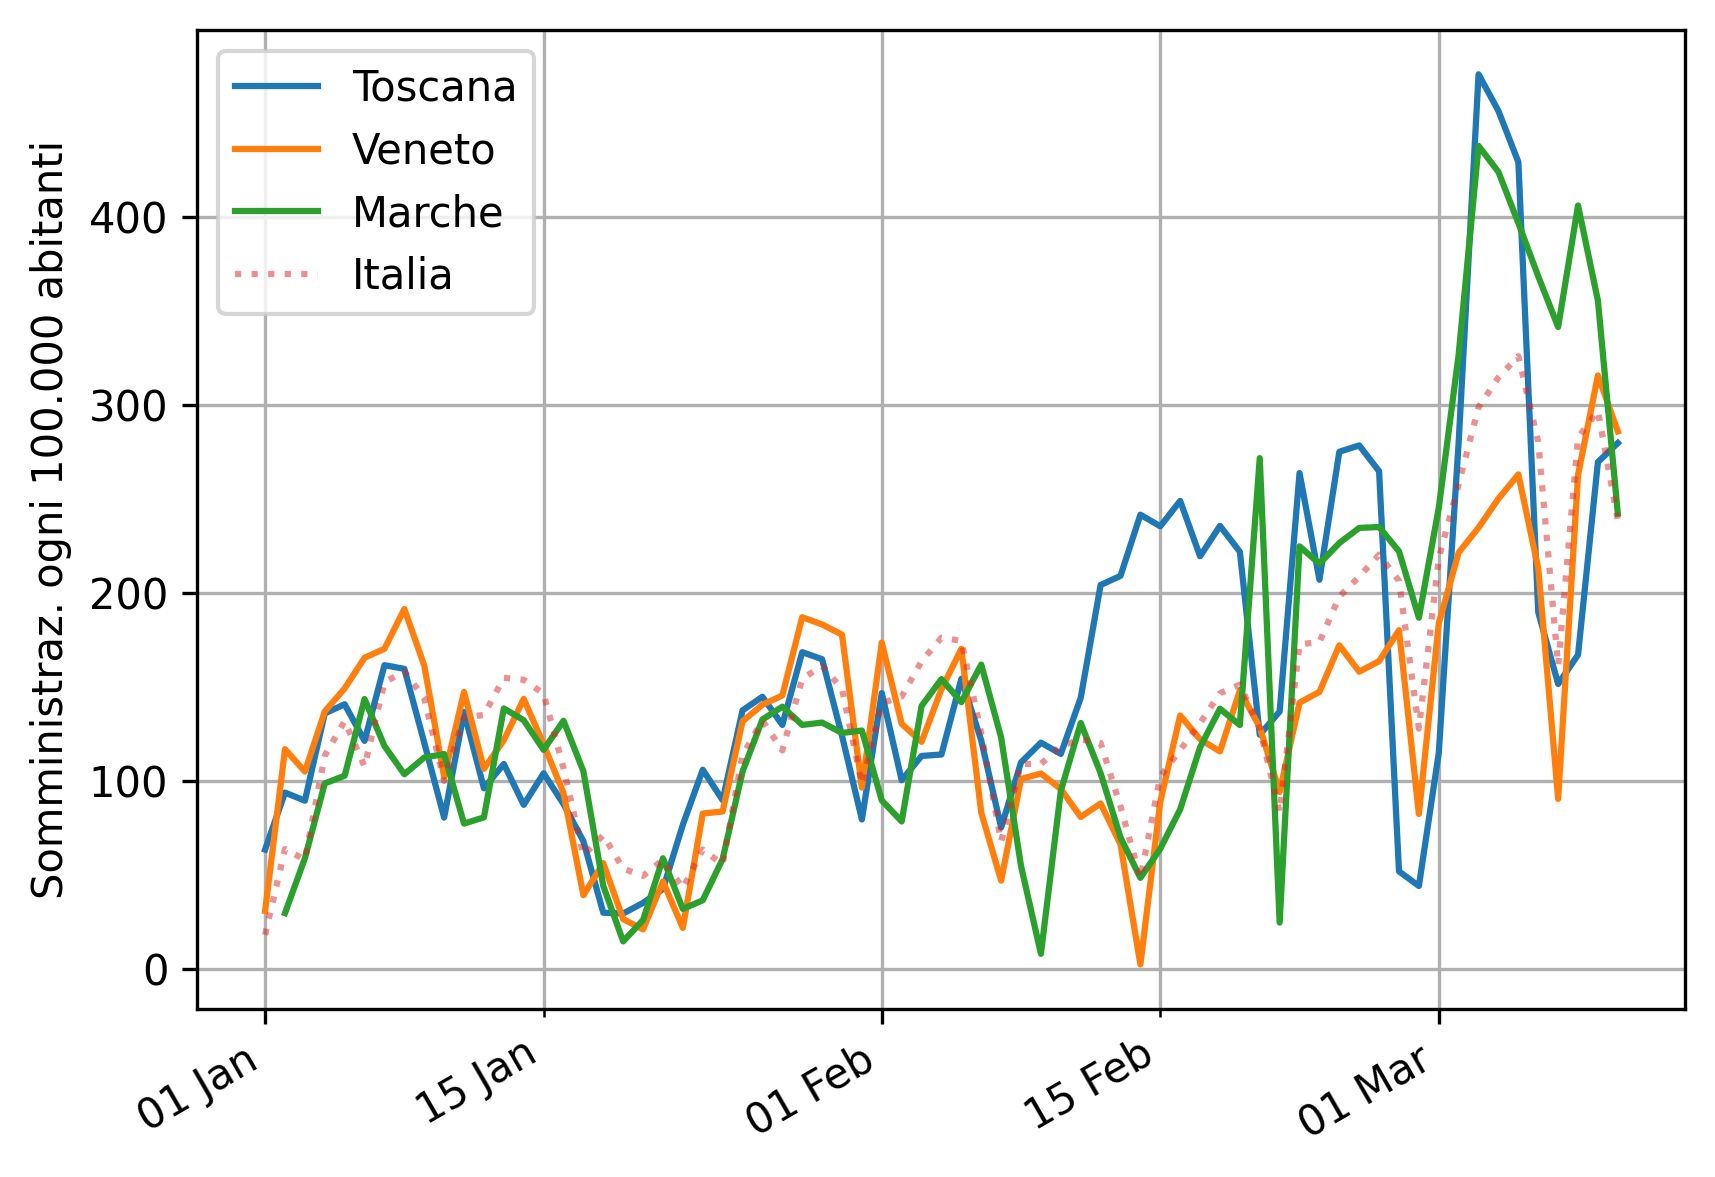 Toscana
Veneto
Marche
Italia
Somministraz. ogni 100.000 abitanti
400
300
200
100
0
01 Jan
15 Jan
01 Feb
15 Feb
01 Mar